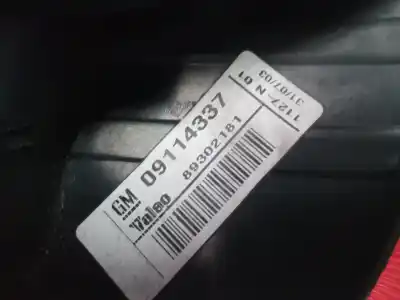 GM 09114337
Valeo 89302181
1127- N 01
31/07/03